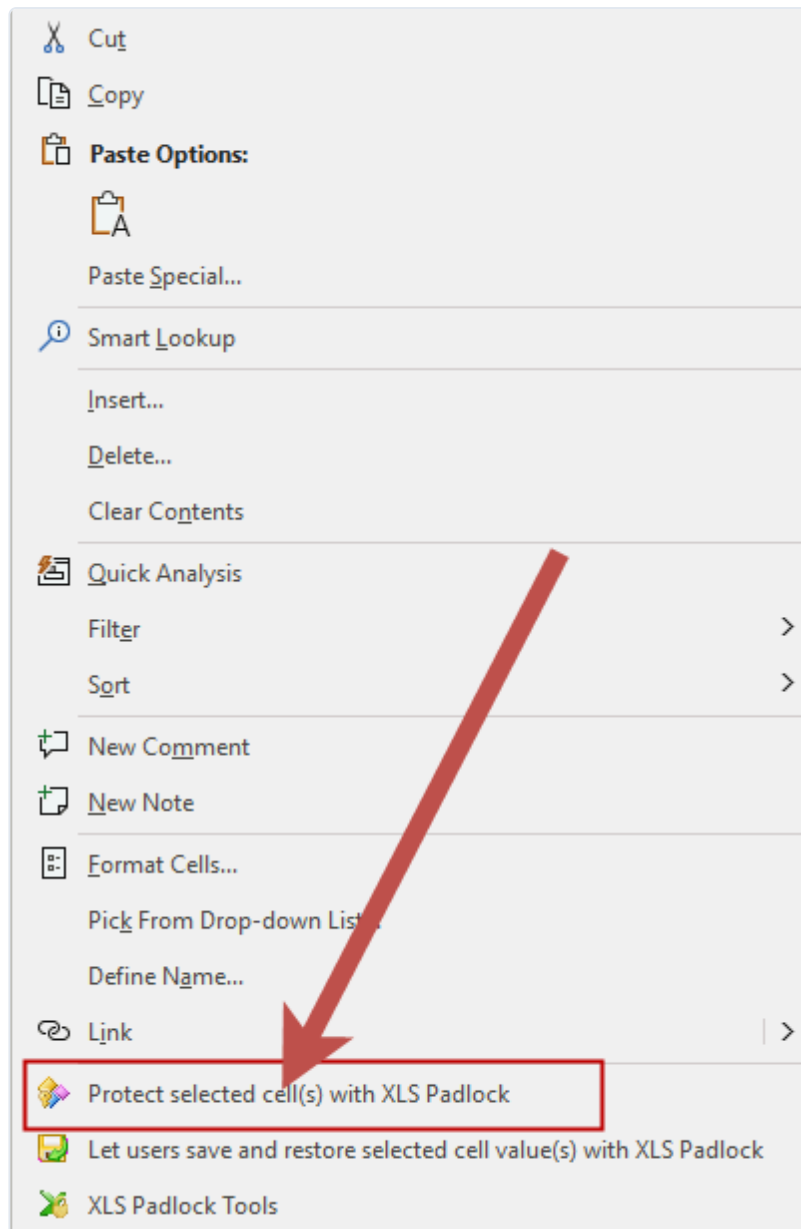 Cut
Copy
Paste Options:
A
Paste Special...
Smart Lookup
Insert...
Delete...
Clear Contents
Quick Analysis
Filter
Sort
New Comment
New Note
Format Cells...
Pick From Drop-down List...
Define Name...
Link
Protect selected cell(s) with XLS Padlock
Let users save and restore selected cell value(s) with XLS Padlock
XLS Padlock Tools